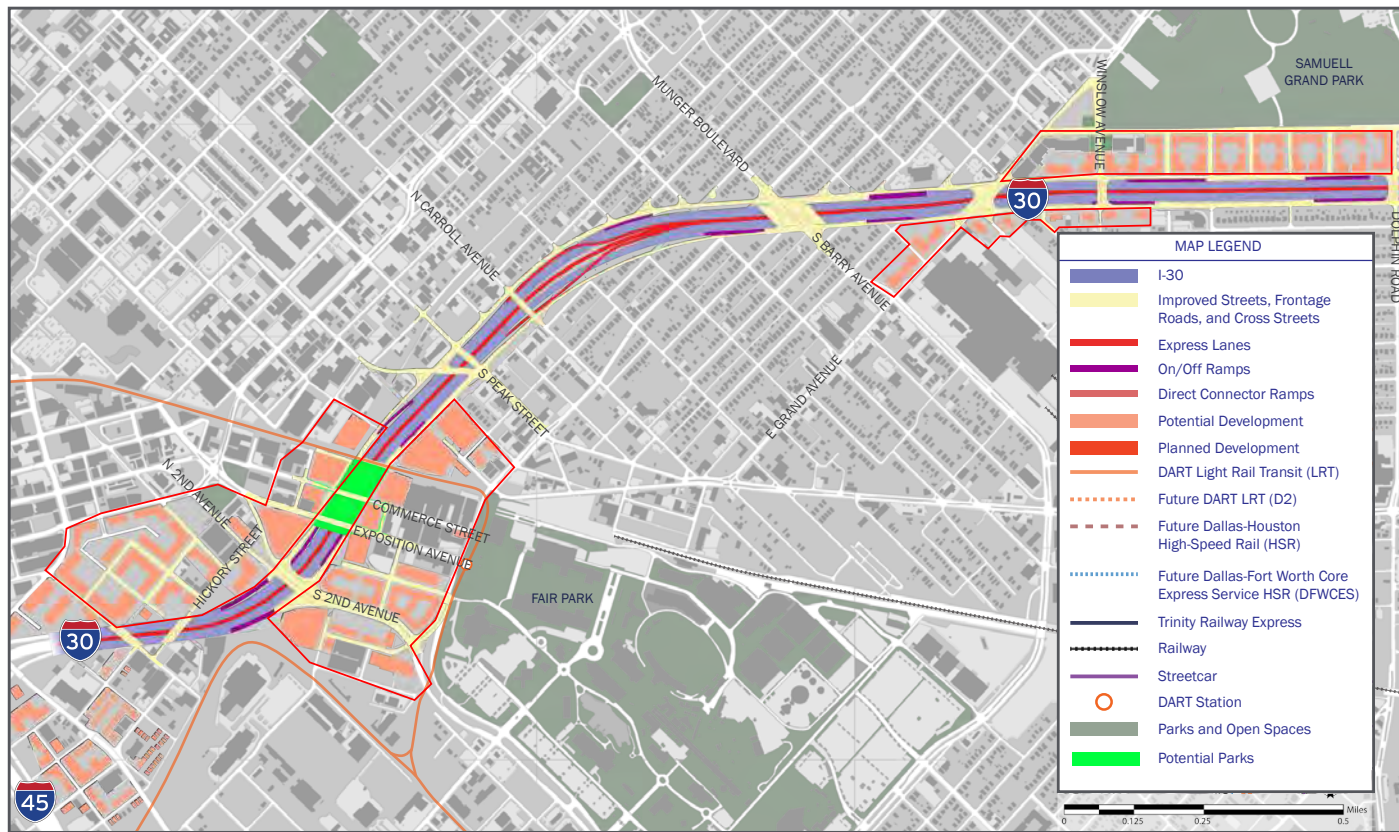 SAMUELL
GRAND PARK
WINSLOW AVENUE
MUNGER BOULEVARD
N CARROLL AVENUE
30
S BARRY AVENUE
DOLPHIN ROAD
E GRAND AVENUE
S PEAK STREET
N 2ND AVENUE
COMMERCE STREET
EXPOSITION AVENUE
HICKORY STREET
S 2ND AVENUE
FAIR PARK
30
45
MAP LEGEND
I-30
Improved Streets, Frontage
Roads, and Cross Streets
Express Lanes
On/Off Ramps
Direct Connector Ramps
Potential Development
Planned Development
DART Light Rail Transit (LRT)
Future DART LRT (D2)
Future Dallas-Houston
High-Speed Rail (HSR)
Future Dallas-Fort Worth Core
Express Service HSR (DFWCES)
Trinity Railway Express
Railway
Streetcar
DART Station
Parks and Open Spaces
Potential Parks
Miles
0 0.125 0.25 0.5